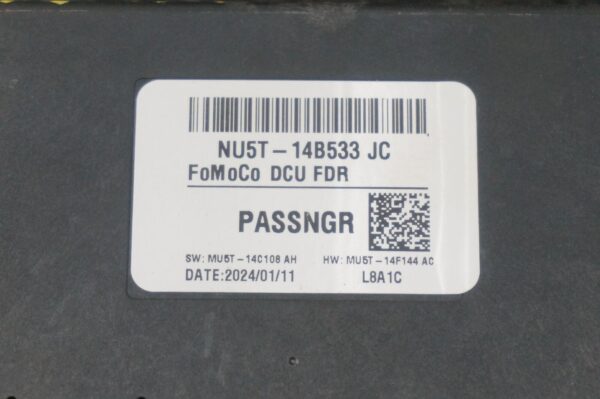 NU5T-14B533 JC
FoMoCo DCU FDR
PASSNGR
SW: MU5T-14C108 AH HW: MU5T-14F144 AC
DATE:2024/01/11 L8A1C